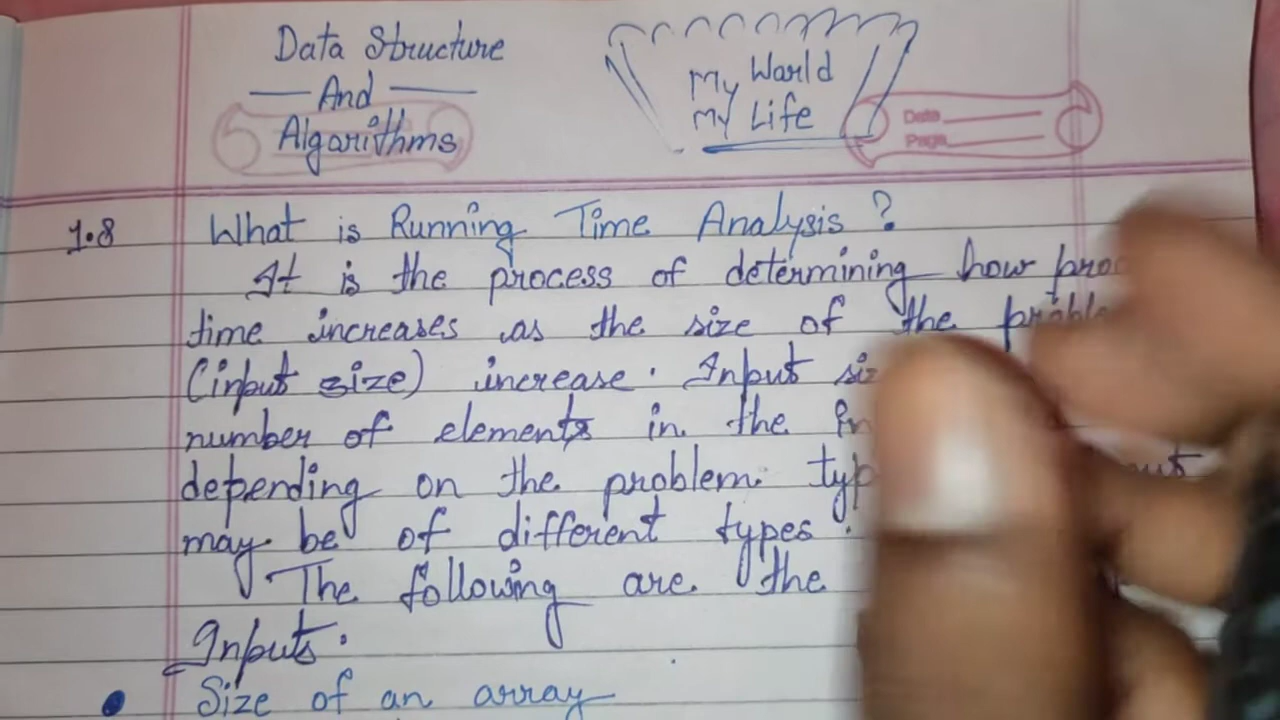 Data Structure
And
Algorithms
My World
My Life
Date
Page
1.8 What is Running Time Analysis?
It is the process of determining how
time increases as the size of the
(input size) increase. Input
number of elements in the
depending on the problem
may be of different types.
The following are the
Inputs.
• Size of an array